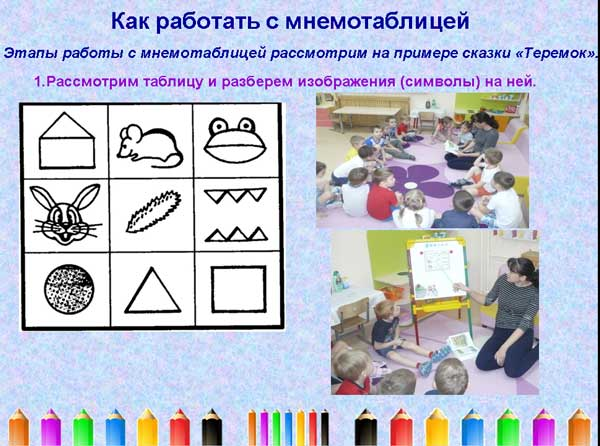 Как работать с мнемотаблицей
Этапы работы с мнемотаблицей рассмотрим на примере сказки «Теремок».
1.Рассмотрим таблицу и разберем изображения (символы) на ней.